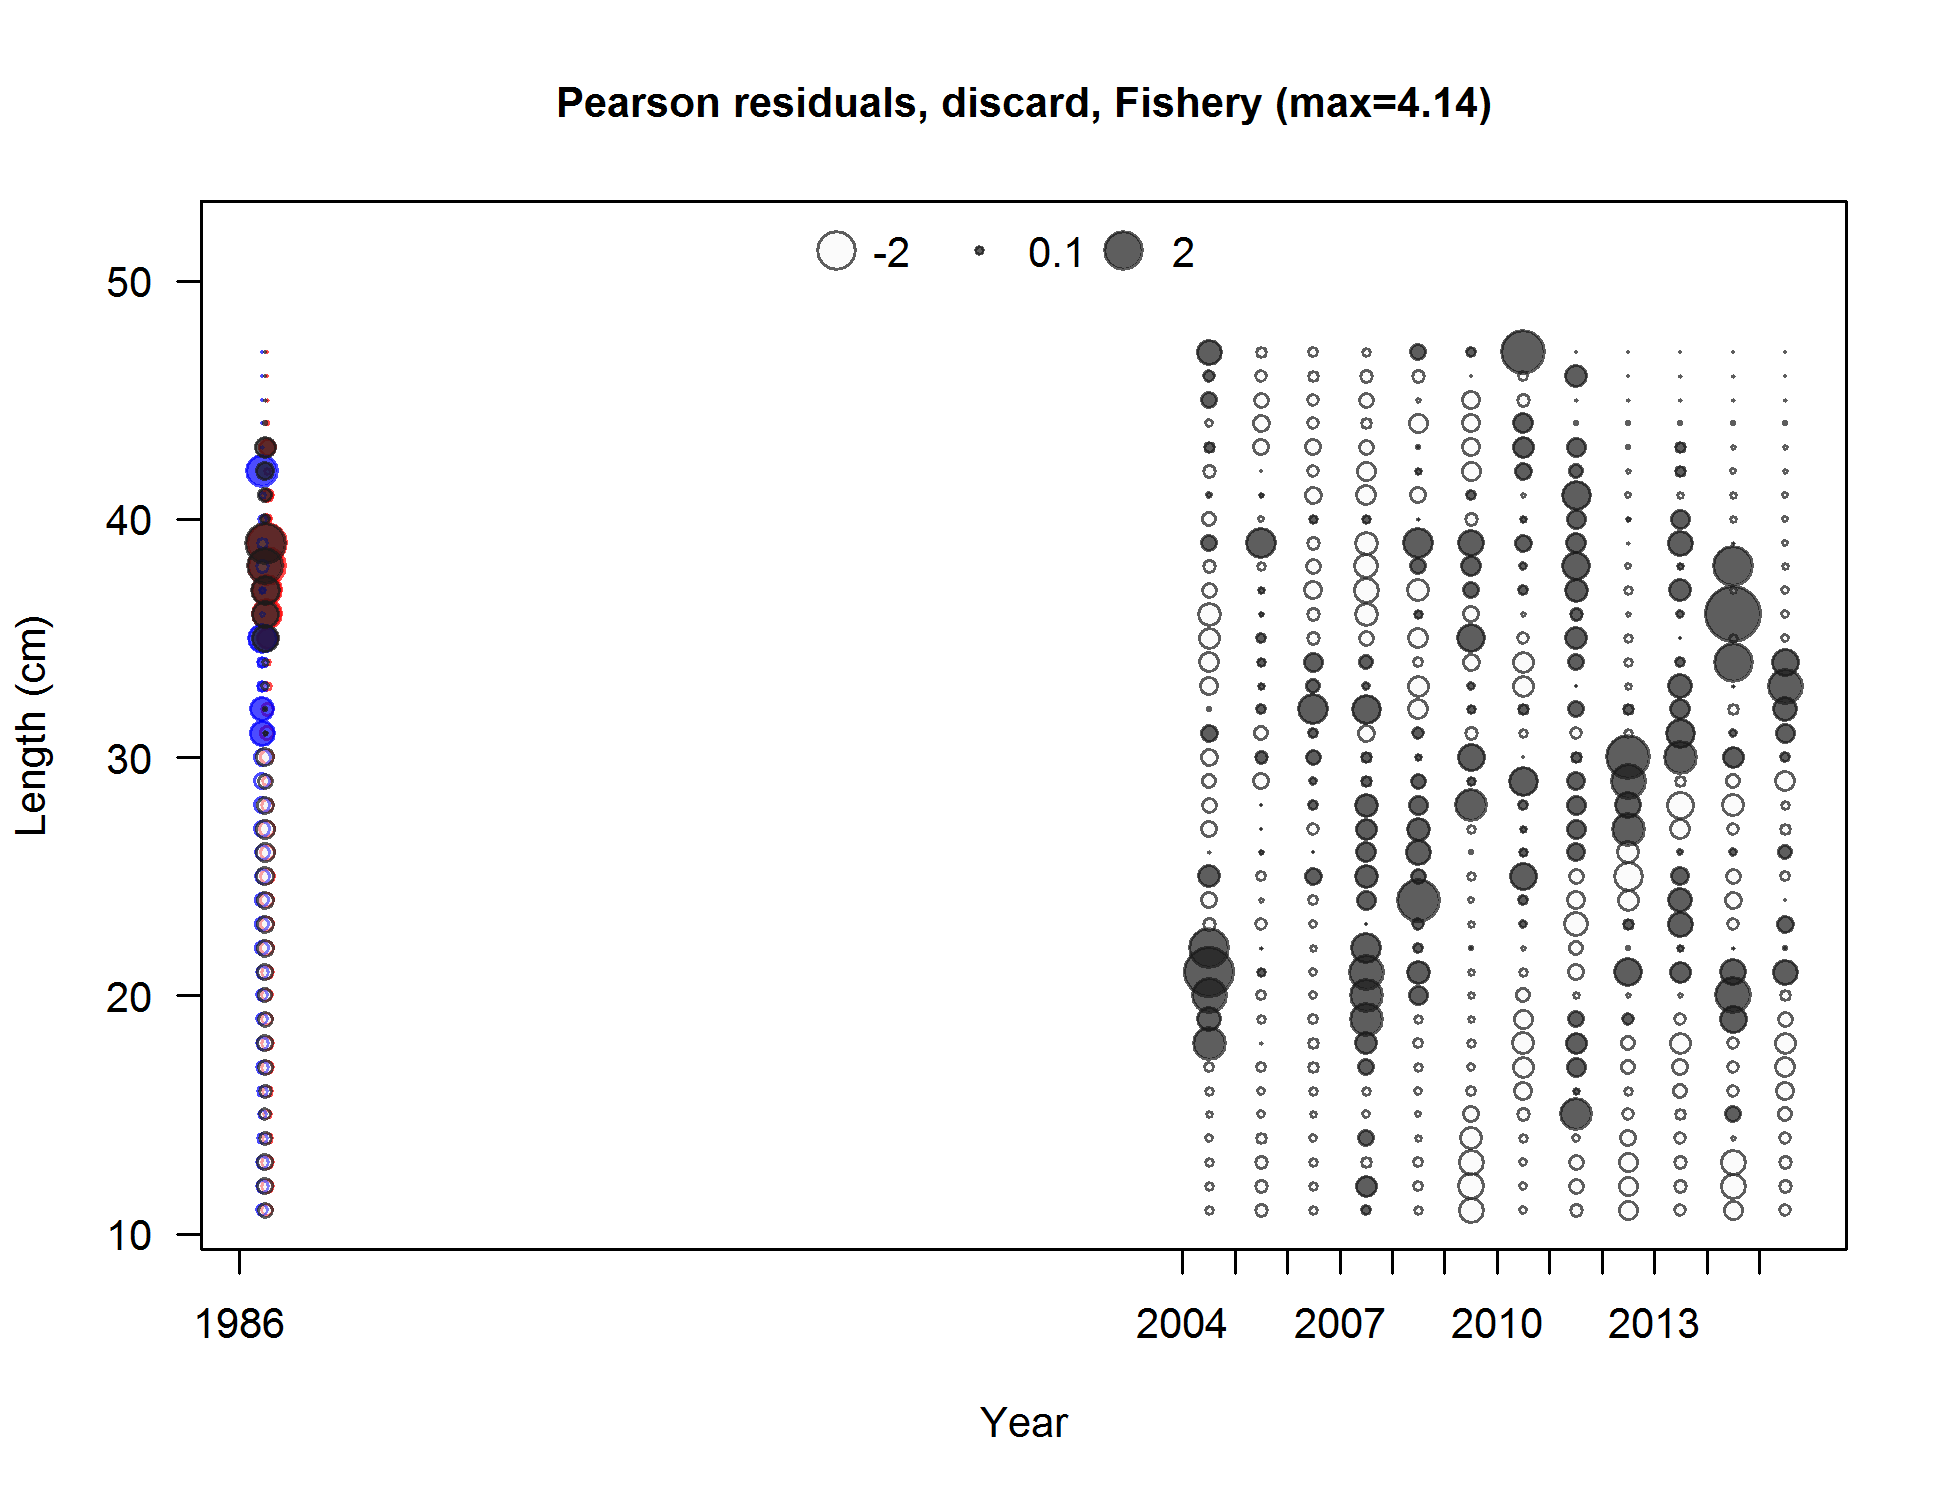 Pearson residuals, discard, Fishery (max=4.14)
-2 0.1 2
50
40
30
20
10
Length (cm)
1986 2004 2007 2010 2013
Year